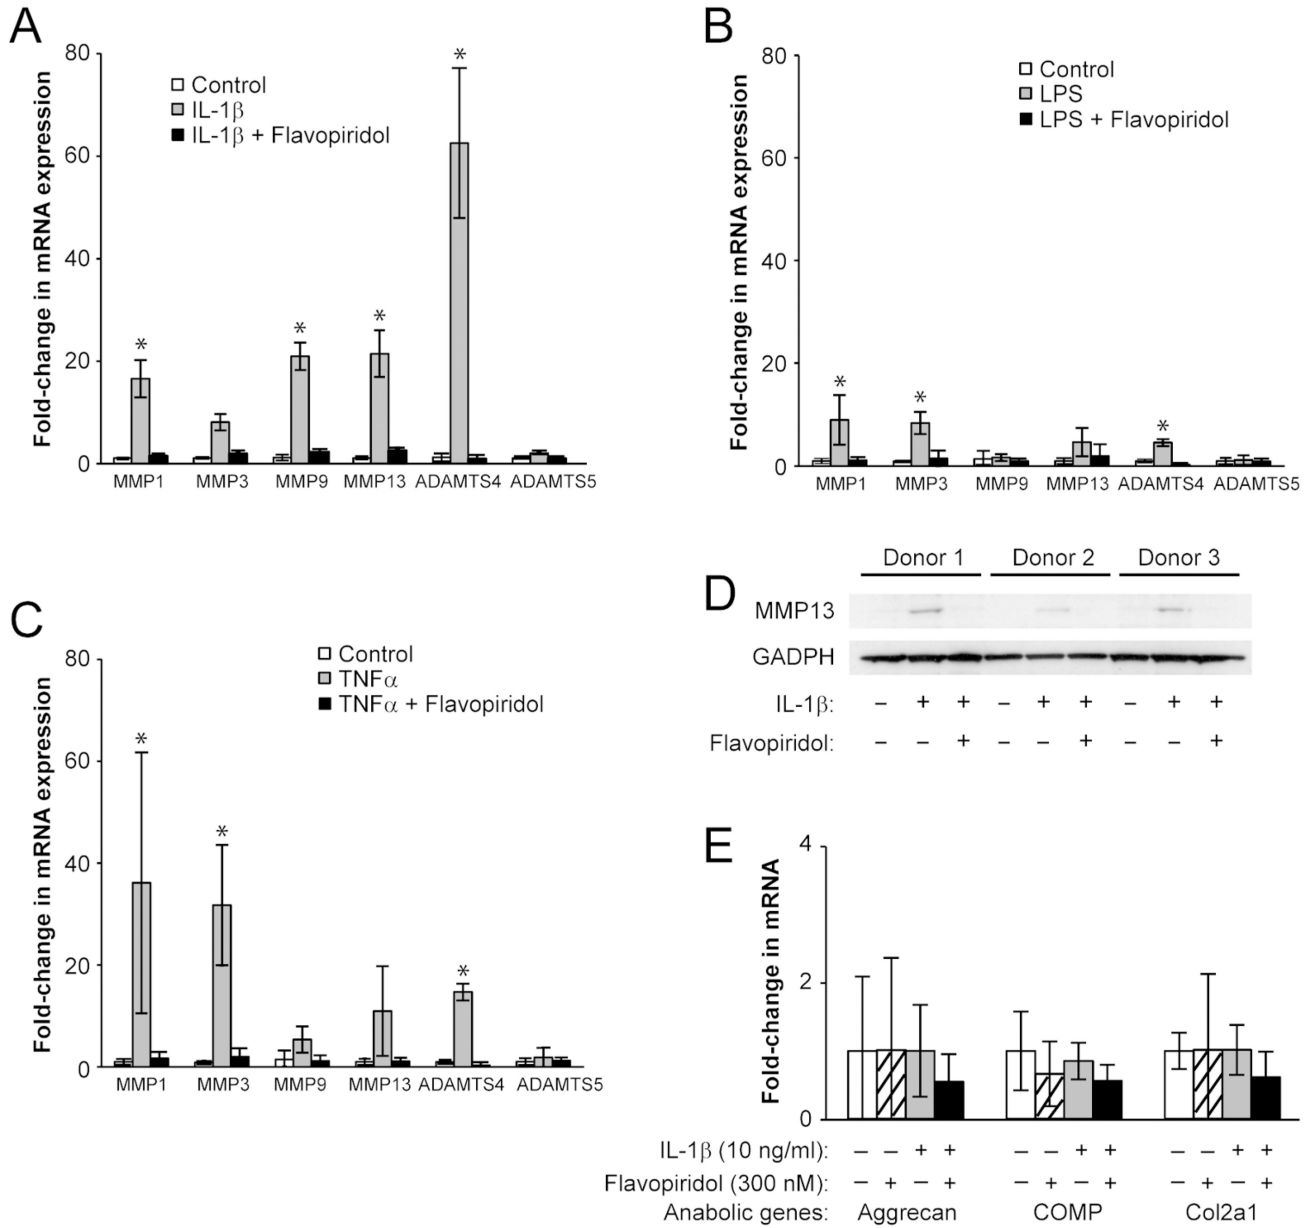 A
Fold-change in mRNA expression
80
60
40
20
0
Control
IL-1β
IL-1β + Flavopiridol
*
*
*
*
MMP1 MMP3 MMP9 MMP13 ADAMTS4 ADAMTS5
B
Fold-change in mRNA expression
80
60
40
20
0
Control
LPS
LPS + Flavopiridol
*
*
*
MMP1 MMP3 MMP9 MMP13 ADAMTS4 ADAMTS5
C
Fold-change in mRNA expression
80
60
40
20
0
Control
TNFα
TNFα + Flavopiridol
*
*
*
MMP1 MMP3 MMP9 MMP13 ADAMTS4 ADAMTS5
D
Donor 1 Donor 2 Donor 3
MMP13
GADPH
IL-1β: – + + – + + – + +
Flavopiridol: – – + – – + – – +
E
Fold-change in mRNA
4
2
0
IL-1β (10 ng/ml): – – + + – – + + – – + +
Flavopiridol (300 nM): – + – + – + – + – + – +
Anabolic genes: Aggrecan COMP Col2a1